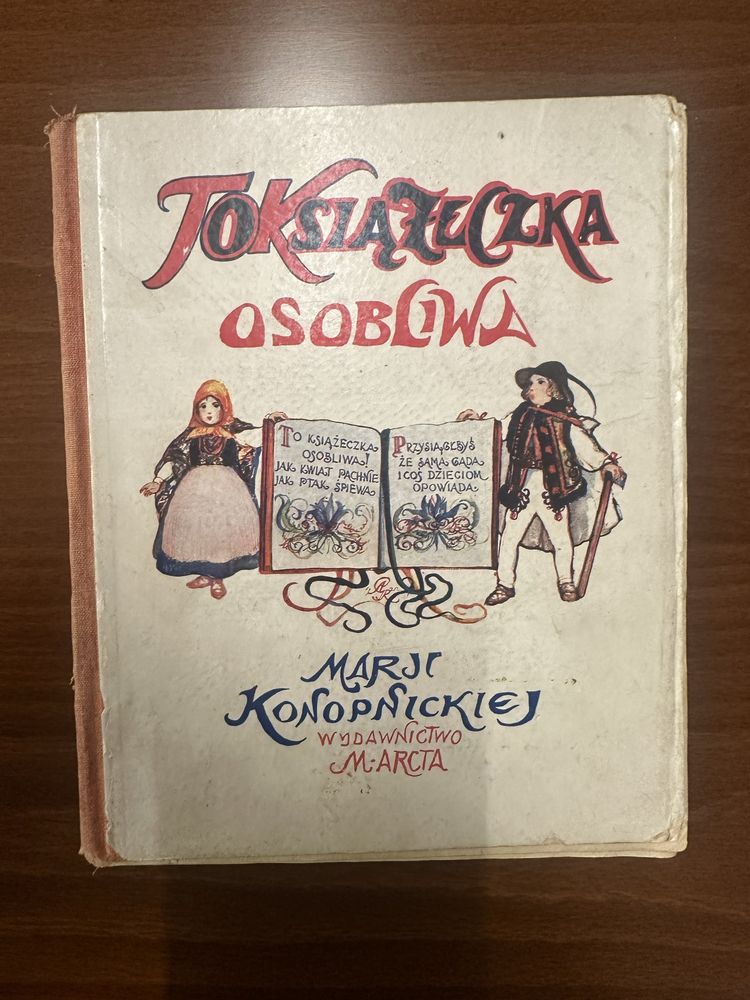 TO KSIĄŻECZKA
OSOBLIWA
TO KSIĄŻECZKA
OSOBLIWA!
JAK KWIAT PACHNIE
JAK PTAK ŚPIEWA
PRZYSIĄGŁBYŚ
ŻE SAMA GADA
I COŚ DZIECIOM
OPOWIADA
MARJI
KONOPNICKIEJ
WYDAWNICTWO
M. ARCTA